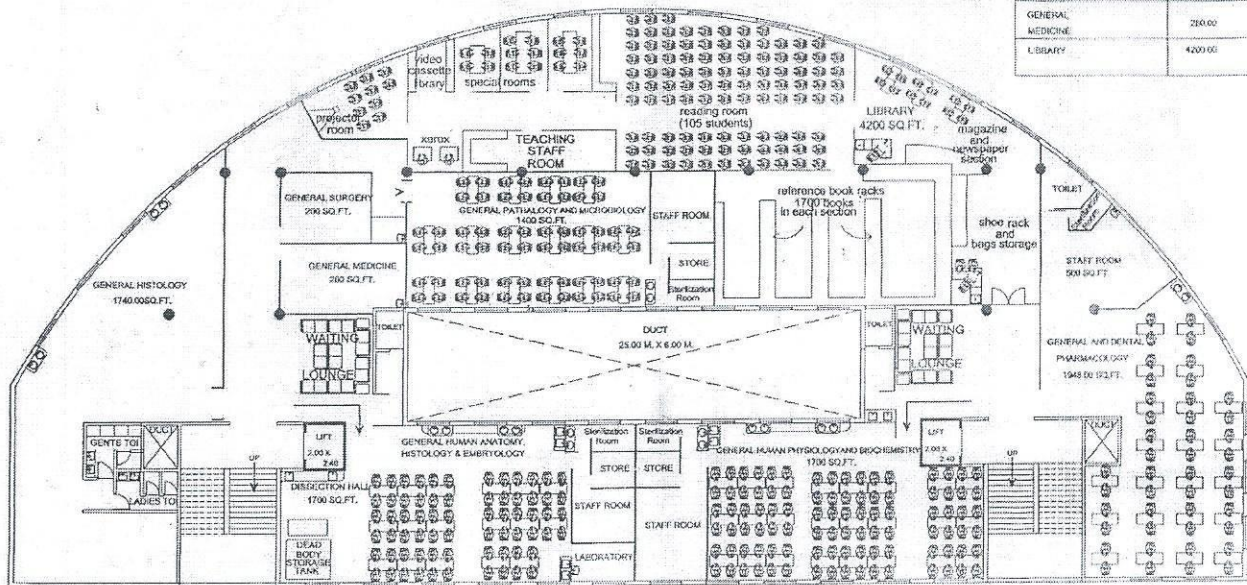 GENERAL
MEDICINE
280.00
LIBRARY
4200.00
video
cassette
library
special rooms
projector
room
xerox
TEACHING
STAFF
ROOM
reading room
(105 students)
LIBRARY
4200 SQ.FT.
magazine
and
newspaper
section
TOILET
GENERAL SURGERY
200 SQ.FT.
GENERAL PATHALOGY AND MICROBIOLOGY
1400 SQ.FT.
STAFF ROOM
reference book racks
1700 books
in each section
shoe rack
and
bags storage
STORE
Sterilization
Room
STAFF ROOM
500 SQ.FT
GENERAL MEDICINE
280 SQ.FT.
GENERAL HISTOLOGY
1740.00SQ.FT.
WAITING
LOUNGE
TOILET
DUCT
25.00 M. X 6.00 M.
TOILET
WAITING
LOUNGE
GENERAL AND DENTAL
PHARMACOLOGY
1948.00 SQ.FT.
GENTS TOI
DUCT
LADIES TO
UP
LIFT
2.00 X
2.40
GENERAL HUMAN ANATOMY,
HISTOLOGY & EMBRYOLOGY
DISSECTION HALL
1700 SQ.FT.
DEAD
BODY
STORAGE
TANK
Sterilization
Room
Sterilization
Room
STORE
STORE
STAFF ROOM
STAFF ROOM
LABORATORY
GENERAL HUMAN PHYSIOLOGY AND BIOCHEMISTRY
1700 SQ.FT.
LIFT
2.00 X
2.40
UP
DUCT